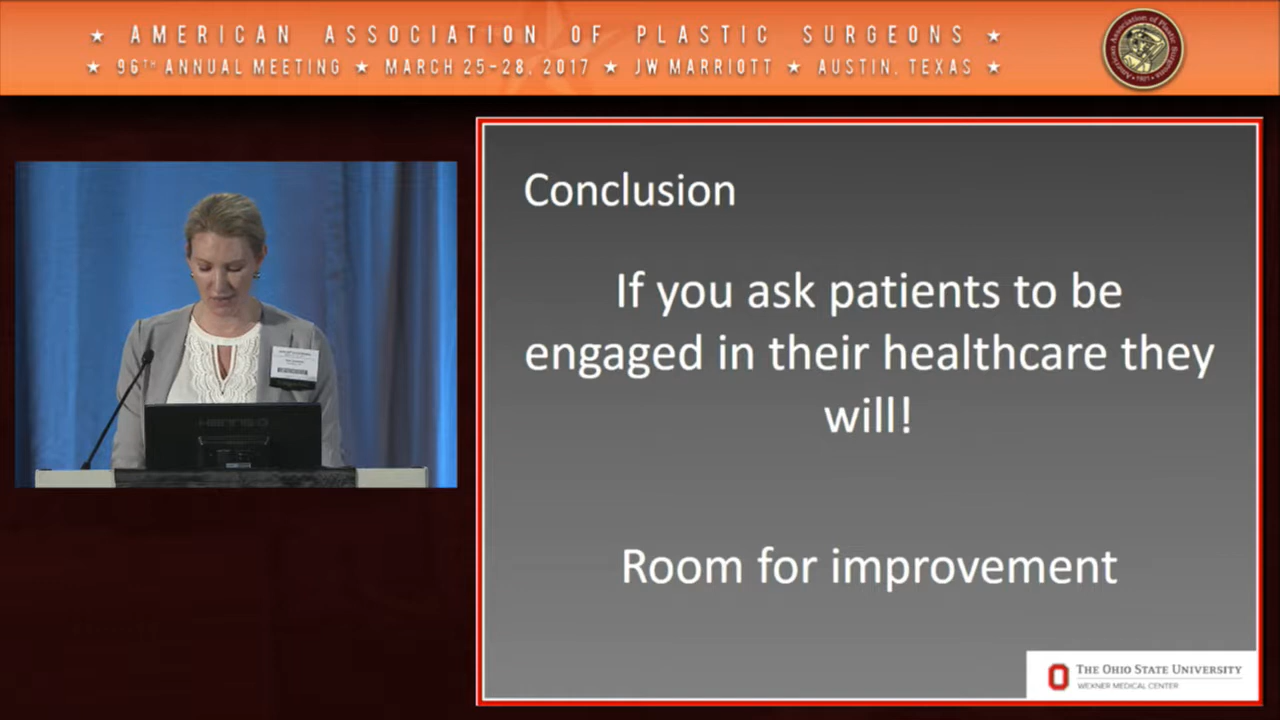 ★ AMERICAN ASSOCIATION OF PLASTIC SURGEONS ★
★ 96TH ANNUAL MEETING ★ MARCH 25-28, 2017 ★ JW MARRIOTT ★ AUSTIN, TEXAS ★
Conclusion
If you ask patients to be
engaged in their healthcare they
will!
Room for improvement
THE OHIO STATE UNIVERSITY
WEXNER MEDICAL CENTER